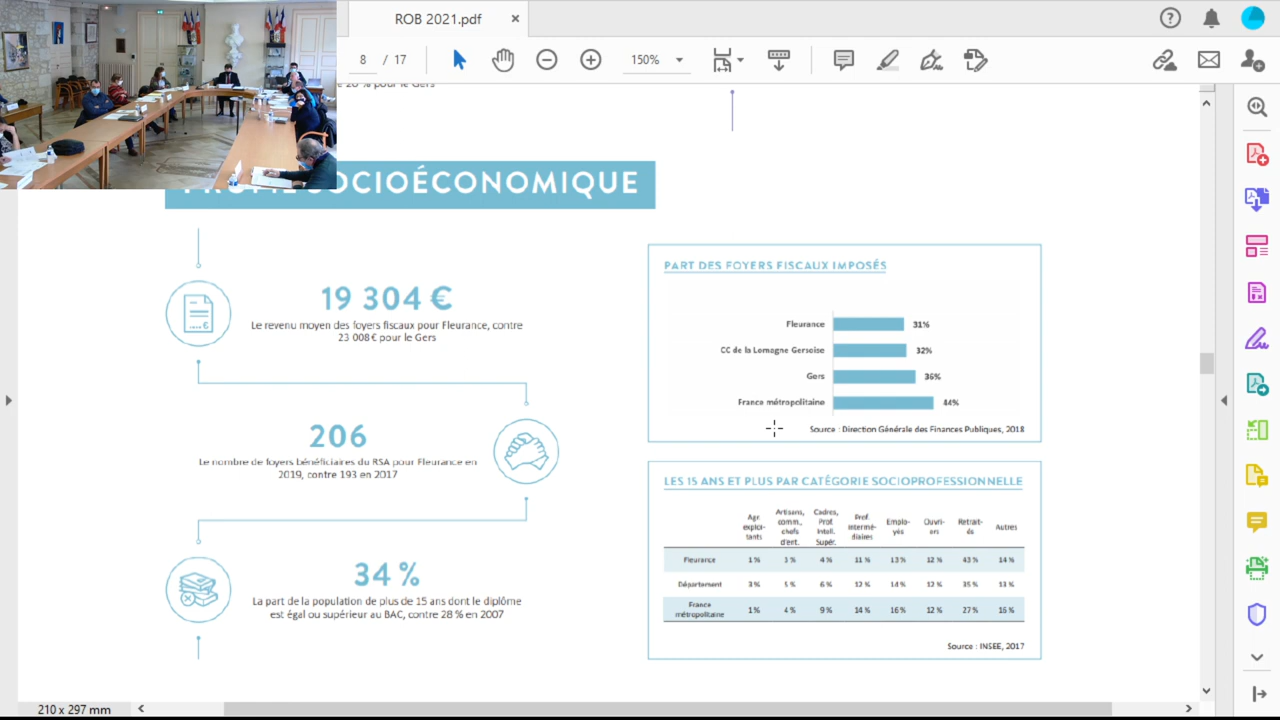 ROB 2021.pdf
8 / 17
150%
pour le Gers
SOCIOÉCONOMIQUE
19 304 €
Le revenu moyen des foyers fiscaux pour Fleurance, contre
23 008 € pour le Gers
206
Le nombre de foyers bénéficiaires du RSA pour Fleurance en
2019, contre 193 en 2017
34 %
La part de la population de plus de 15 ans dont le diplôme
est égal ou supérieur au BAC, contre 28 % en 2007
PART DES FOYERS FISCAUX IMPOSÉS
Fleurance 31%
CC de la Lomagne Gersoise 32%
Gers 36%
France métropolitaine 44%
Source : Direction Générale des Finances Publiques, 2018
LES 15 ANS ET PLUS PAR CATÉGORIE SOCIOPROFESSIONNELLE
Agr. exploi-tants Artisans, comm., chefs d'ent. Cadres, Prof. Intell. Supér. Prof. Intermé-diaires Emplo-yés Ouvri-ers Retrait-és Autres
Fleurance 1 % 3 % 4 % 11 % 13 % 12 % 43 % 14 %
Département 3 % 5 % 6 % 12 % 14 % 12 % 35 % 13 %
France métropolitaine 1 % 4 % 9 % 14 % 16 % 12 % 27 % 16 %
Source : INSEE, 2017
210 x 297 mm